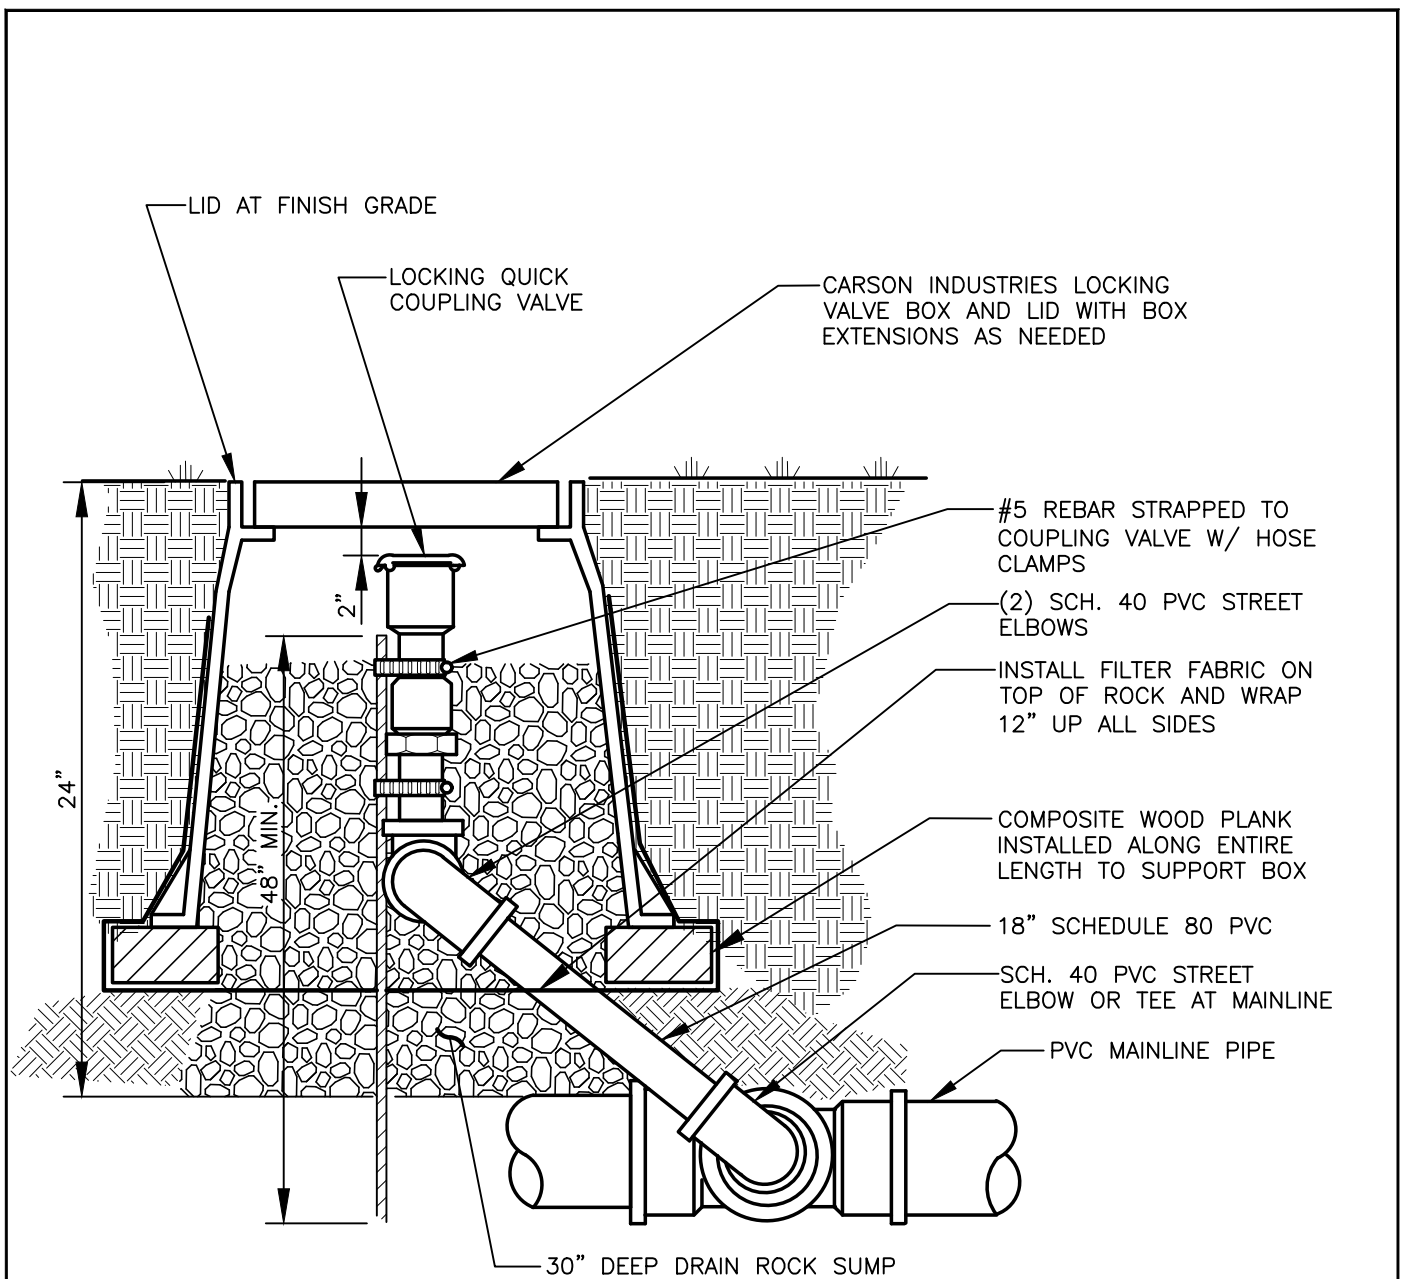 LID AT FINISH GRADE
LOCKING QUICK
COUPLING VALVE
CARSON INDUSTRIES LOCKING
VALVE BOX AND LID WITH BOX
EXTENSIONS AS NEEDED
#5 REBAR STRAPPED TO
COUPLING VALVE W/ HOSE
CLAMPS
2”
(2) SCH. 40 PVC STREET
ELBOWS
INSTALL FILTER FABRIC ON
TOP OF ROCK AND WRAP
12” UP ALL SIDES
24”
48” MIN.
COMPOSITE WOOD PLANK
INSTALLED ALONG ENTIRE
LENGTH TO SUPPORT BOX
18” SCHEDULE 80 PVC
SCH. 40 PVC STREET
ELBOW OR TEE AT MAINLINE
PVC MAINLINE PIPE
30” DEEP DRAIN ROCK SUMP